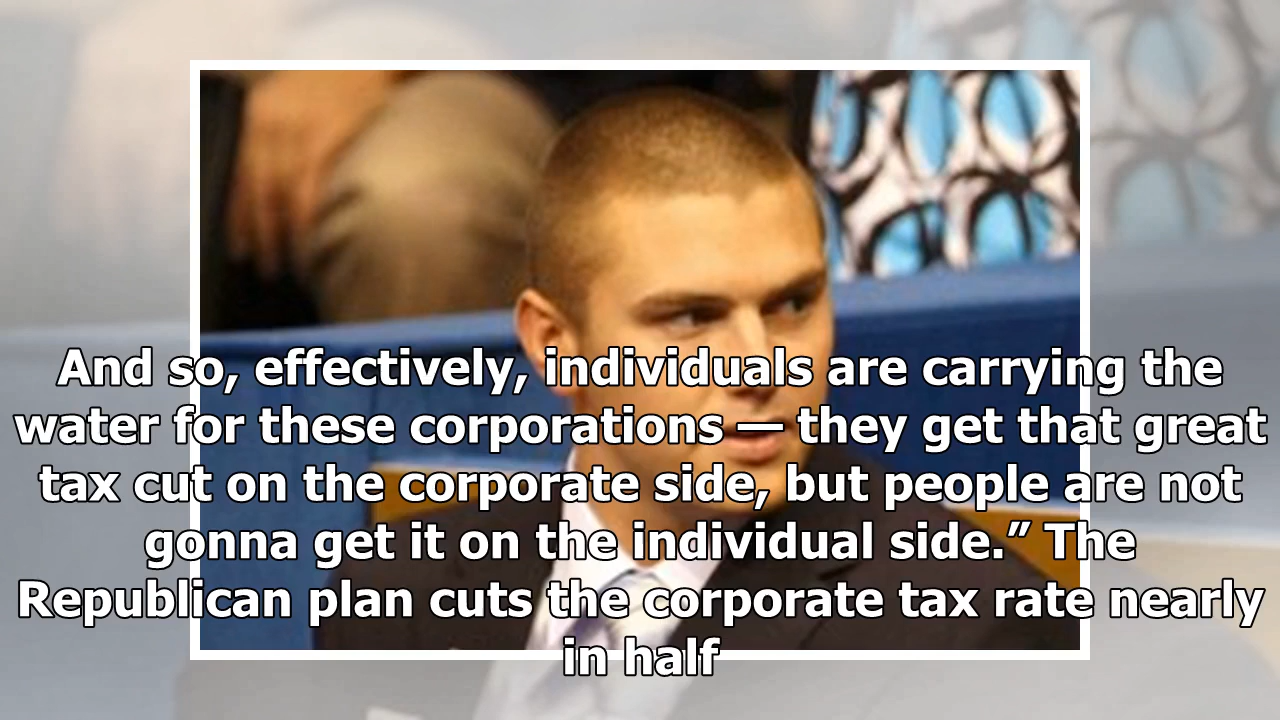 And so, effectively, individuals are carrying the
water for these corporations — they get that great
tax cut on the corporate side, but people are not
gonna get it on the individual side.” The
Republican plan cuts the corporate tax rate nearly
in half